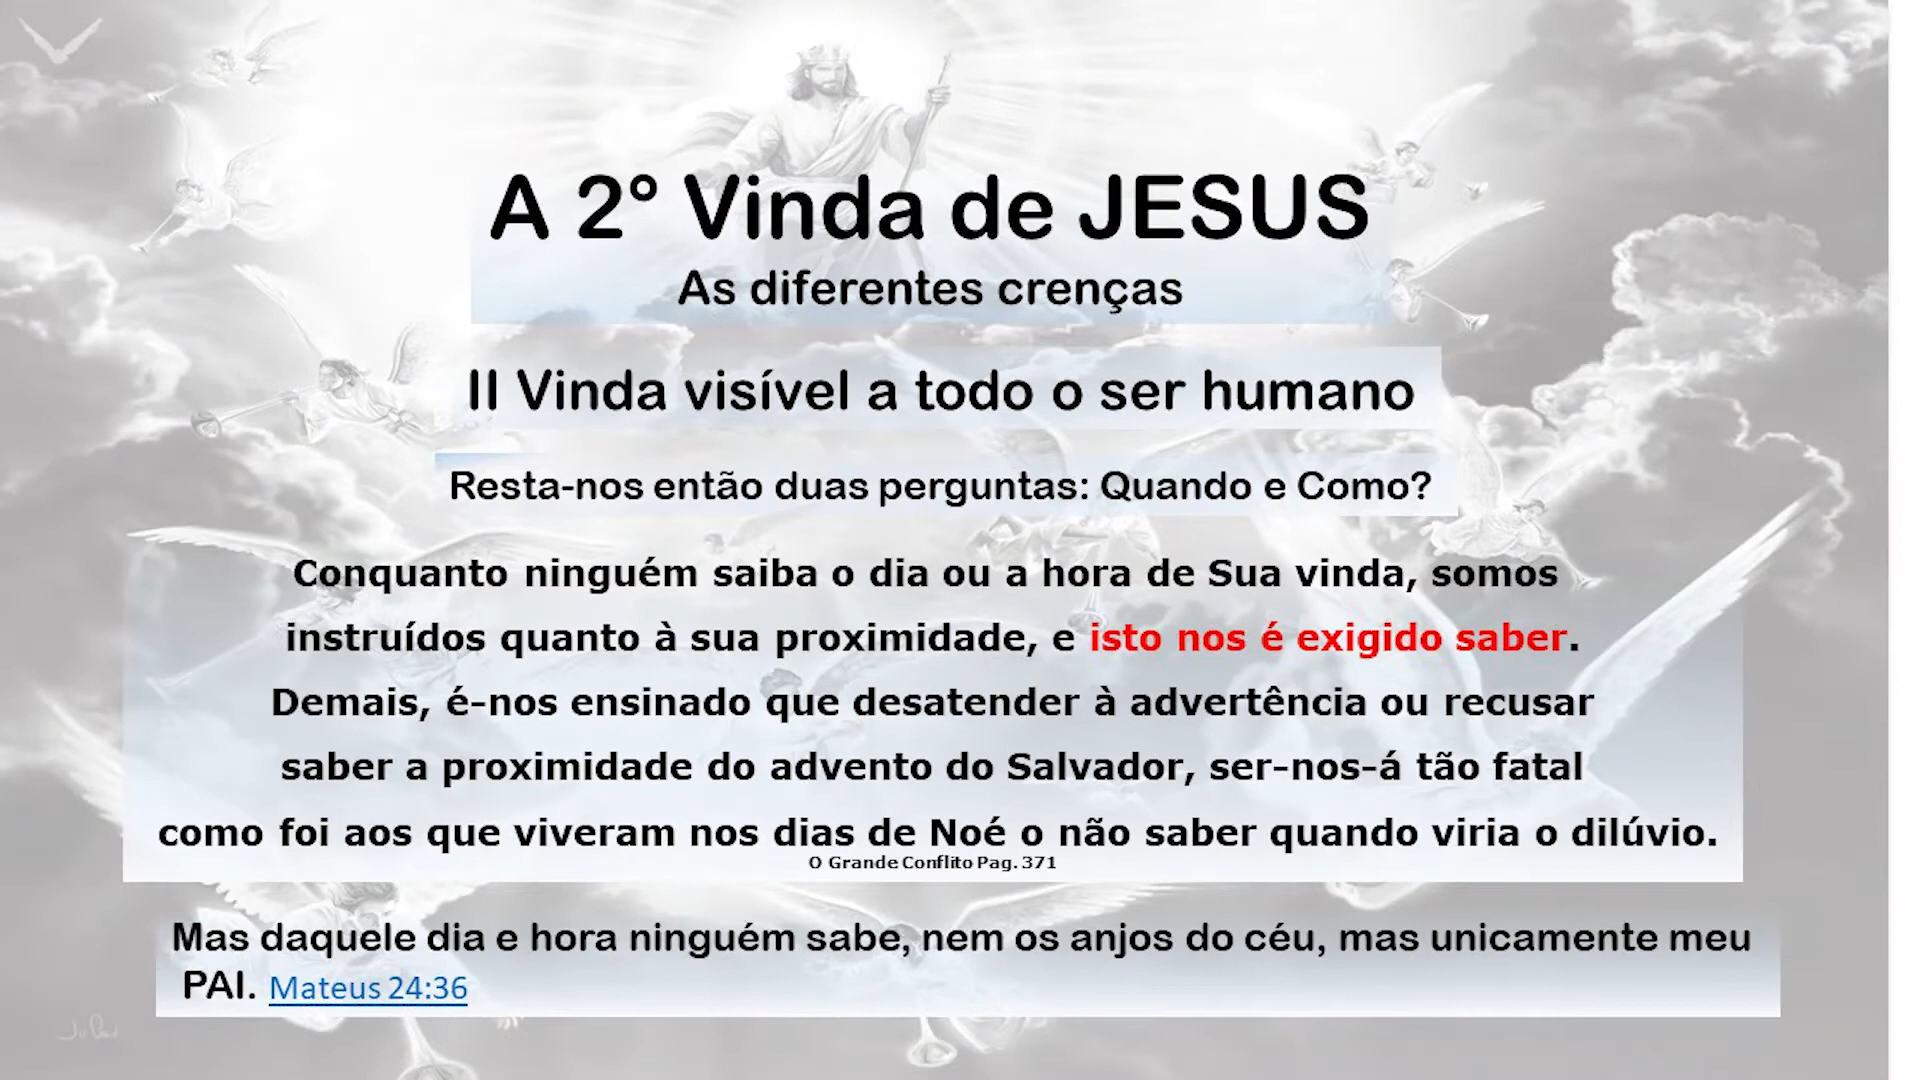 A 2° Vinda de JESUS
As diferentes crenças
II Vinda visível a todo o ser humano
Resta-nos então duas perguntas: Quando e Como?
Conquanto ninguém saiba o dia ou a hora de Sua vinda, somos
instruídos quanto à sua proximidade, e isto nos é exigido saber.
Demais, é-nos ensinado que desatender à advertência ou recusar
saber a proximidade do advento do Salvador, ser-nos-á tão fatal
como foi aos que viveram nos dias de Noé o não saber quando viria o dilúvio.
O Grande Conflito Pag. 371
Mas daquele dia e hora ninguém sabe, nem os anjos do céu, mas unicamente meu
PAI. Mateus 24:36